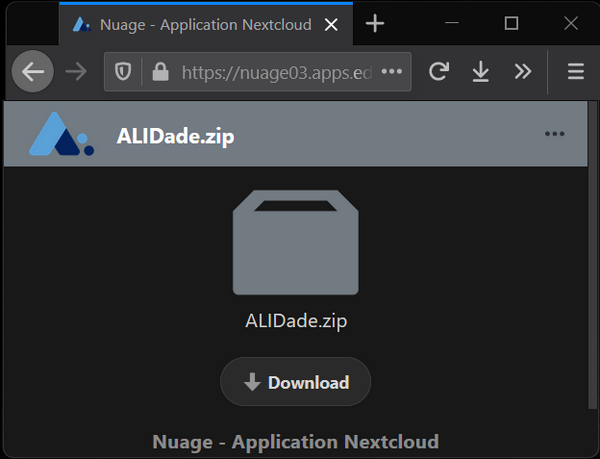 Nuage - Application Nextcloud
https://nuage03.apps.ed
ALIDade.zip
ALIDade.zip
Download
Nuage - Application Nextcloud